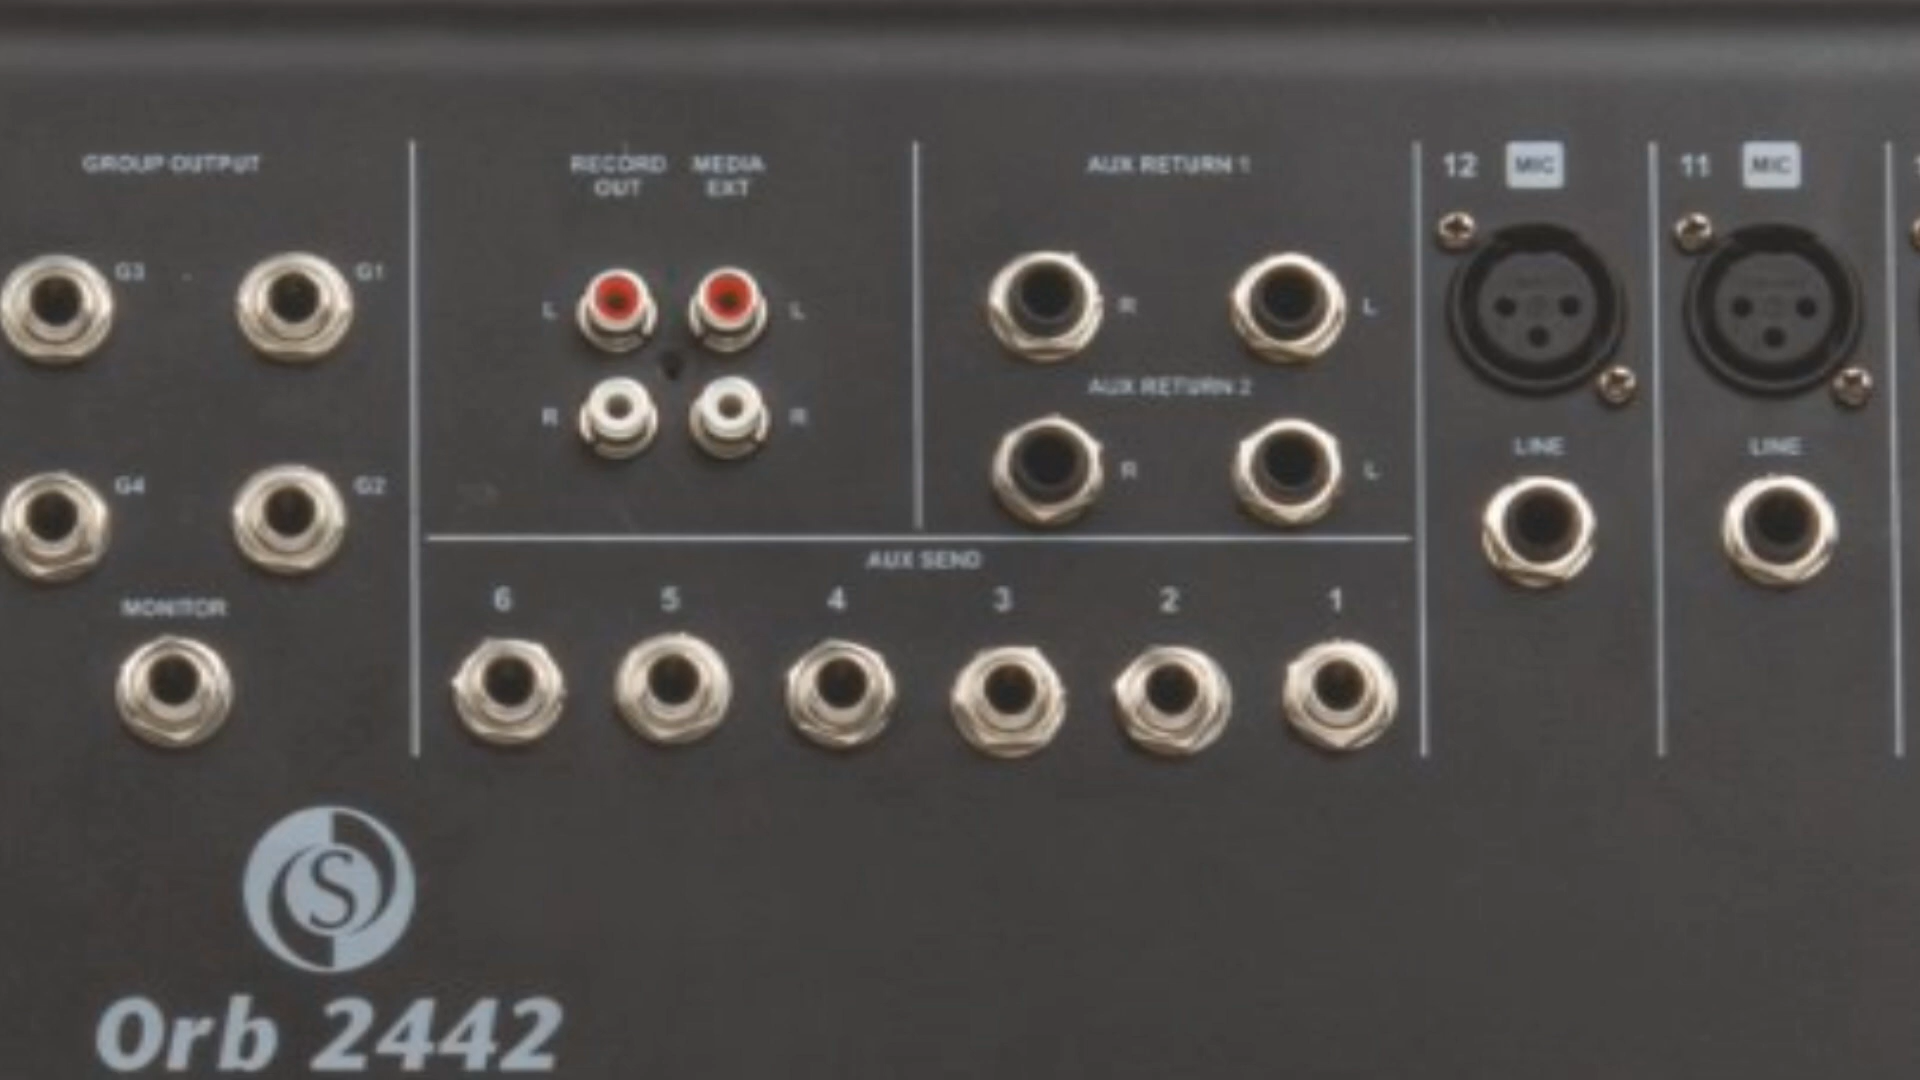 GROUP OUTPUT
G3
G1
G4
G2
MONITOR
RECORD OUT
MEDIA EXT
L
L
R
R
AUX RETURN 1
R
L
AUX RETURN 2
R
L
AUX SEND
6 5 4 3 2 1
12 MIC
LINE
11 MIC
LINE
S
Orb 2442